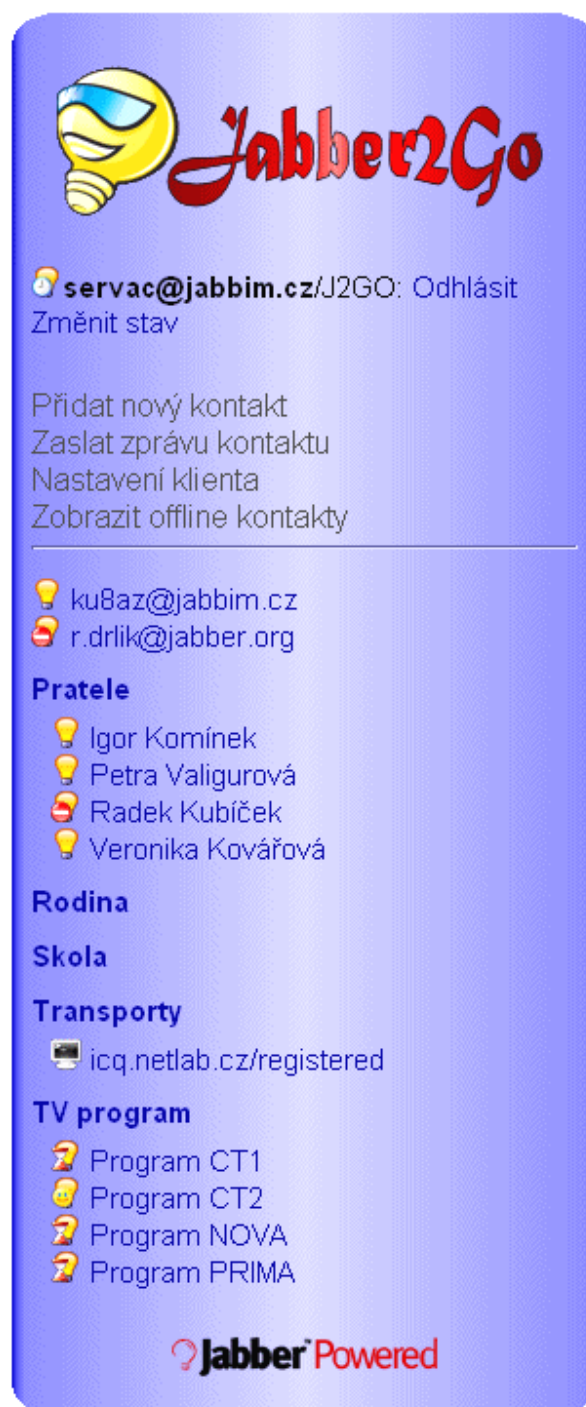 Jabber2Go
servac@jabbim.cz/J2GO: Odhlásit
Změnit stav
Přidat nový kontakt
Zaslat zprávu kontaktu
Nastavení klienta
Zobrazit offline kontakty
ku8az@jabbim.cz
r.drlik@jabber.org
Pratele
Igor Komínek
Petra Valigurová
Radek Kubíček
Veronika Kovářová
Rodina
Skola
Transporty
icq.netlab.cz/registered
TV program
Program CT1
Program CT2
Program NOVA
Program PRIMA
Jabber™ Powered